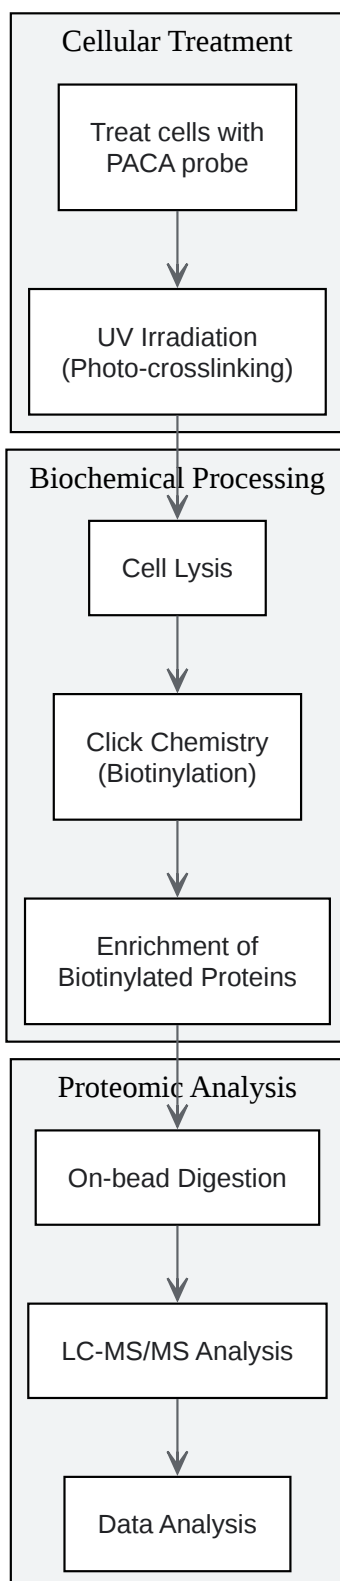 Cellular Treatment
Treat cells with
PACA probe
UV Irradiation
(Photo-crosslinking)
Biochemical Processing
Cell Lysis
Click Chemistry
(Biotinylation)
Enrichment of
Biotinylated Proteins
Proteomic Analysis
On-bead Digestion
LC-MS/MS Analysis
Data Analysis